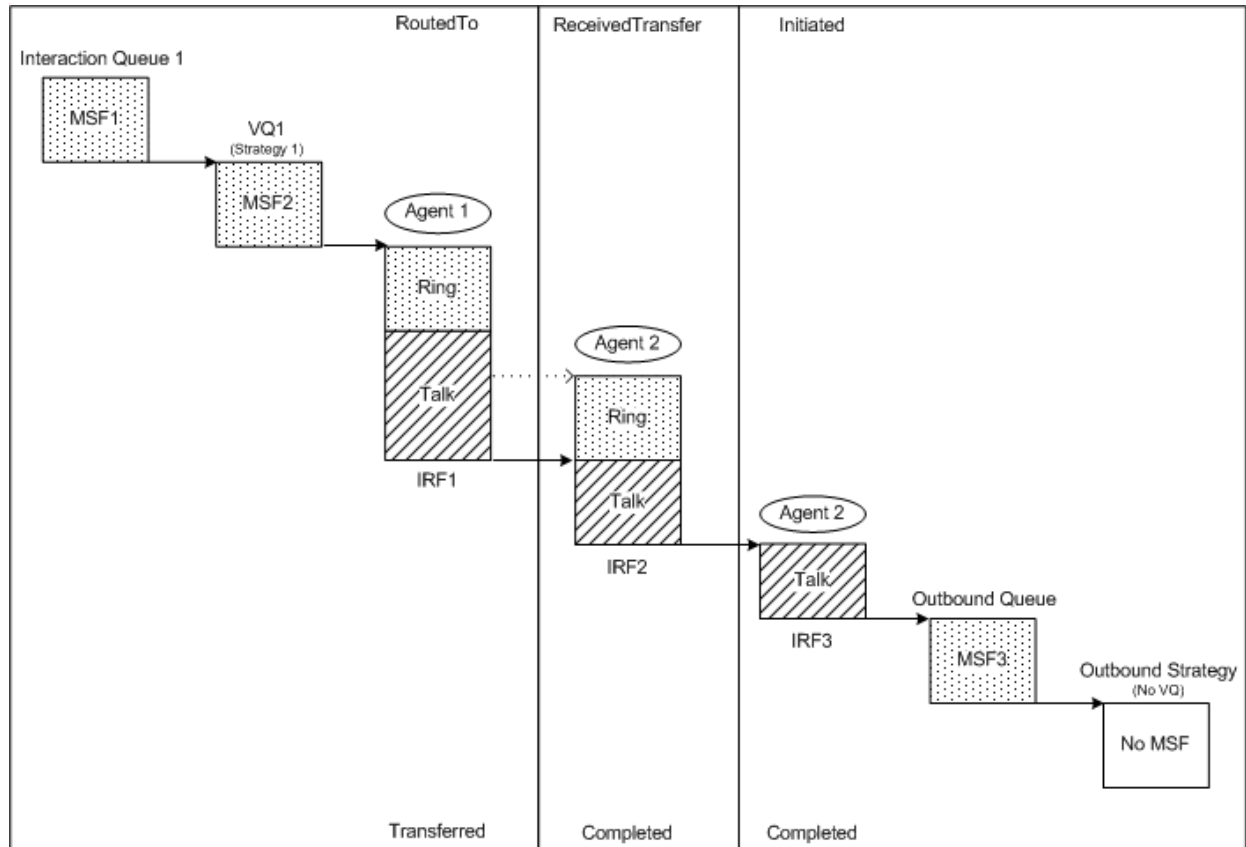 RoutedTo
ReceivedTransfer
Initiated
Interaction Queue 1
MSF1
VQ1
(Strategy 1)
MSF2
Agent 1
Ring
Talk
IRF1
Agent 2
Ring
Talk
IRF2
Agent 2
Talk
IRF3
Outbound Queue
MSF3
Outbound Strategy
(No VQ)
No MSF
Transferred
Completed
Completed